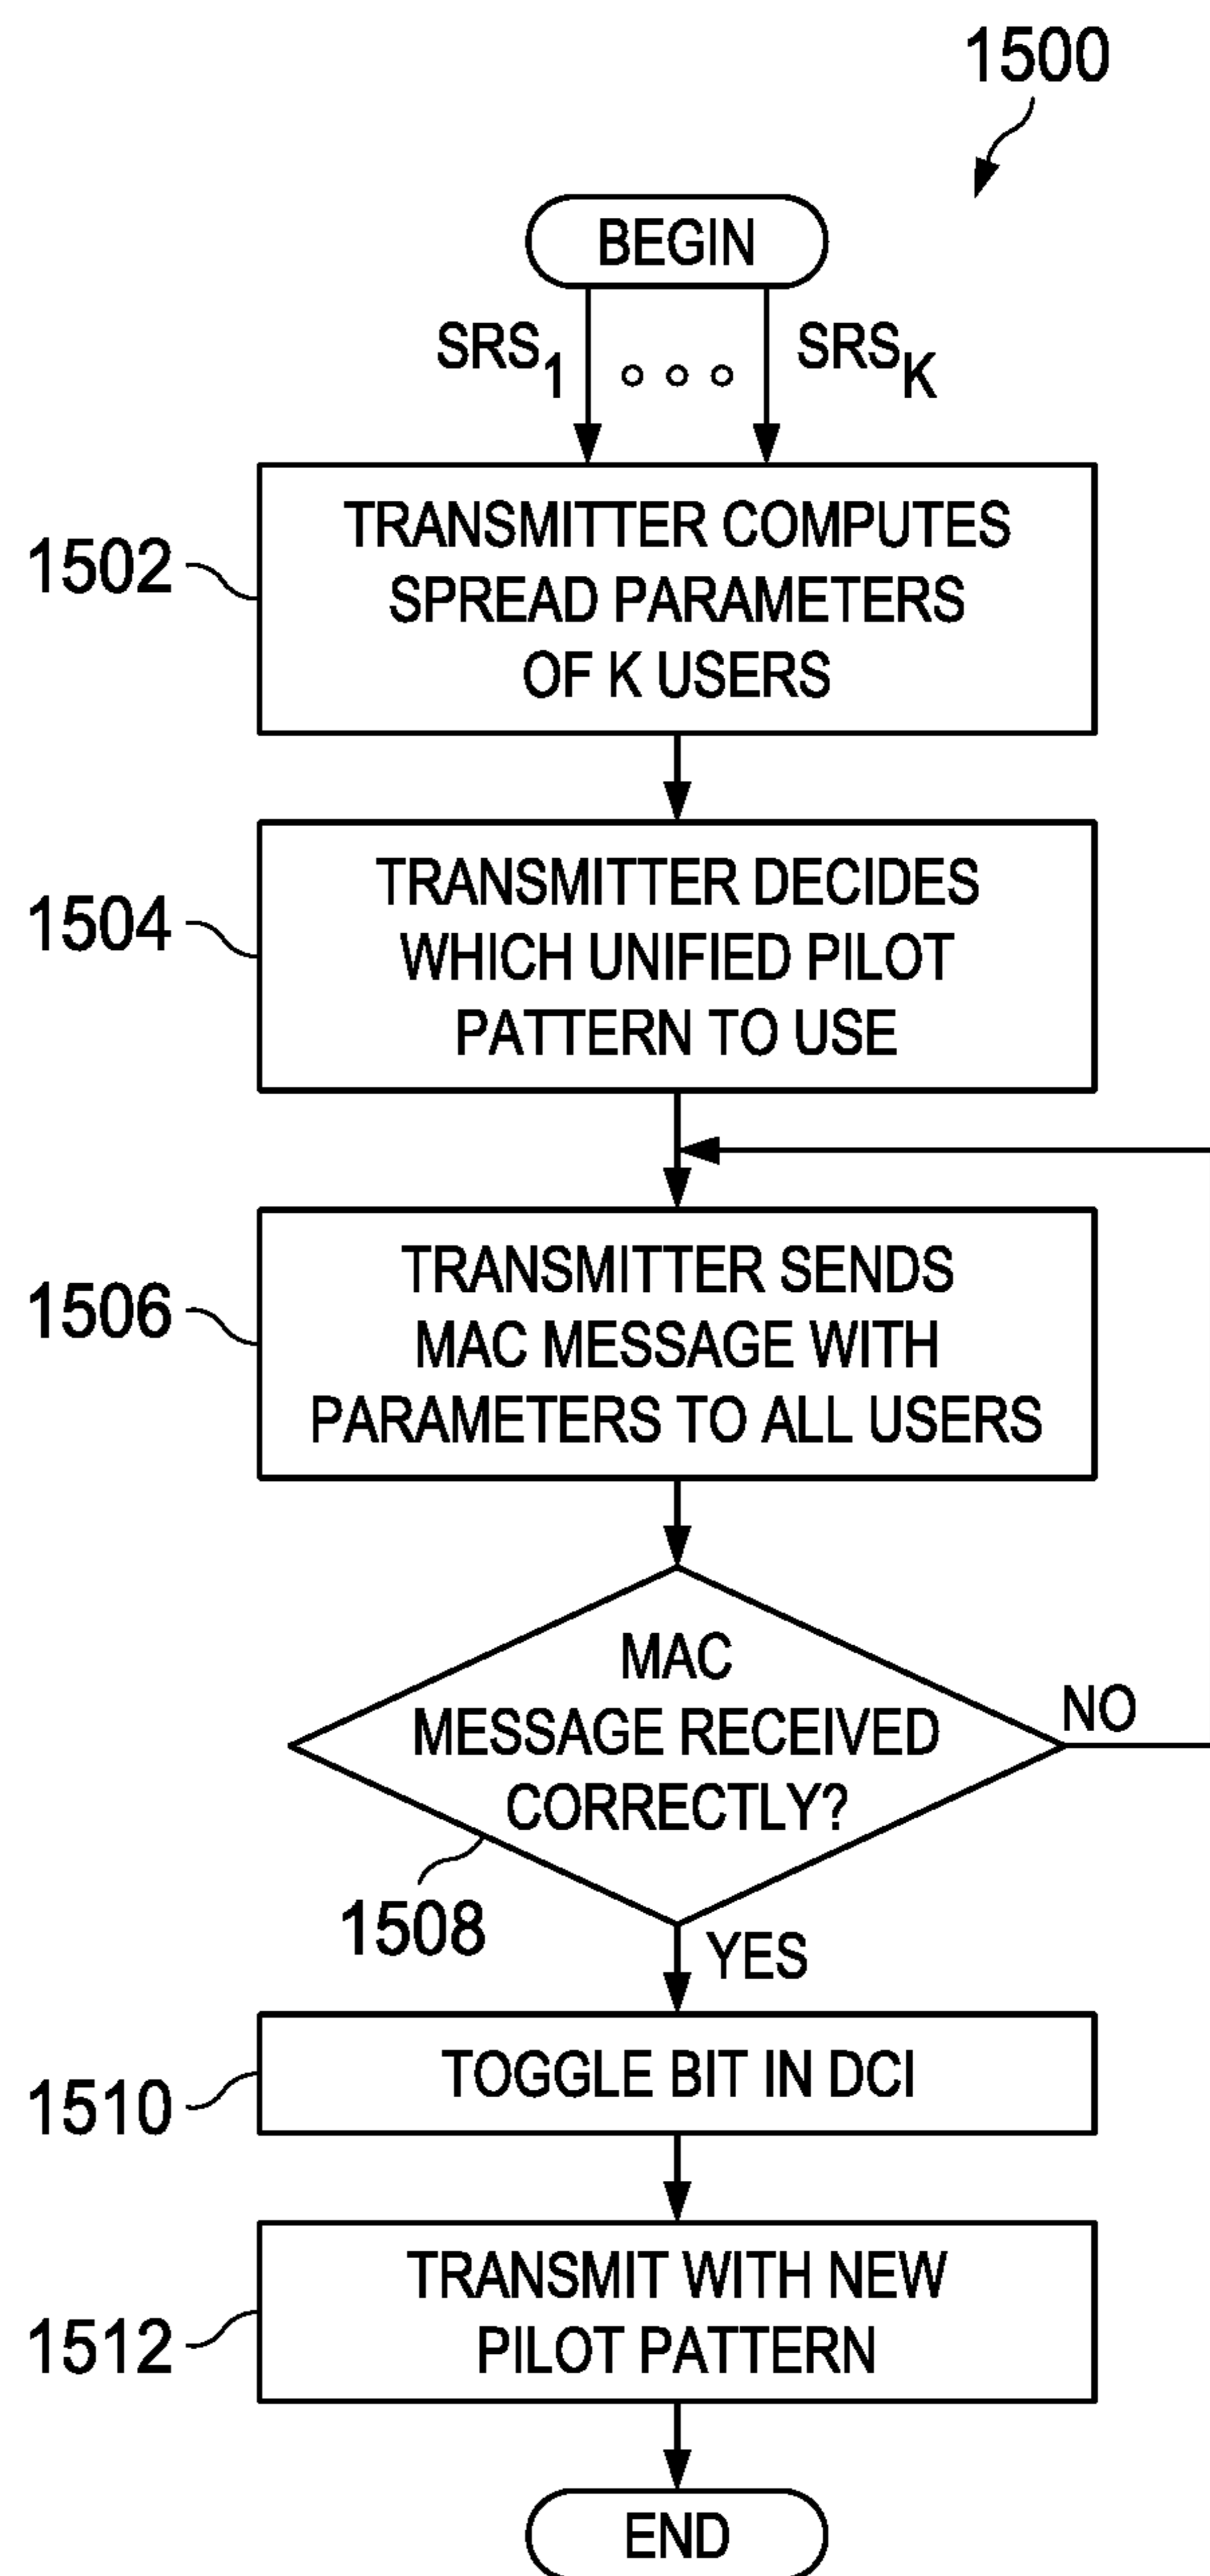 1500
BEGIN
SRS1
SRSK
1502
TRANSMITTER COMPUTES
SPREAD PARAMETERS
OF K USERS
1504
TRANSMITTER DECIDES
WHICH UNIFIED PILOT
PATTERN TO USE
1506
TRANSMITTER SENDS
MAC MESSAGE WITH
PARAMETERS TO ALL USERS
MAC
MESSAGE RECEIVED
CORRECTLY?
NO
1508
YES
1510
TOGGLE BIT IN DCI
1512
TRANSMIT WITH NEW
PILOT PATTERN
END